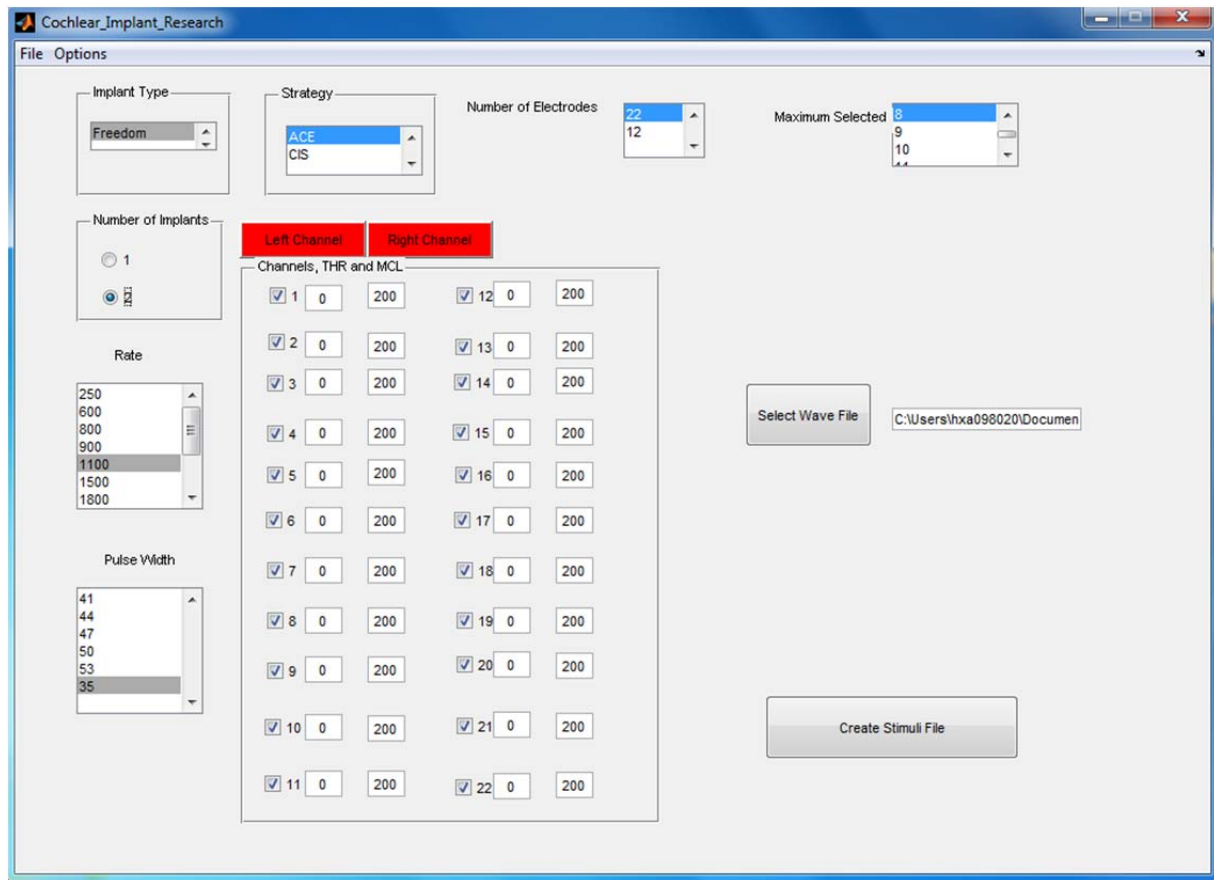 Cochlear_Implant_Research
File Options
Implant Type
Freedom
Strategy
ACE
CIS
Number of Electrodes
22
12
Maximum Selected
8
9
10
Number of Implants
1
2
Left Channel Right Channel
Channels, THR and MCL
1 0 200 12 0 200
2 0 200 13 0 200
3 0 200 14 0 200
4 0 200 15 0 200
5 0 200 16 0 200
6 0 200 17 0 200
7 0 200 18 0 200
8 0 200 19 0 200
9 0 200 20 0 200
10 0 200 21 0 200
11 0 200 22 0 200
Rate
250
600
800
900
1100
1500
1800
Pulse Width
41
44
47
50
53
35
Select Wave File
C:\Users\hxa098020\Documen
Create Stimuli File